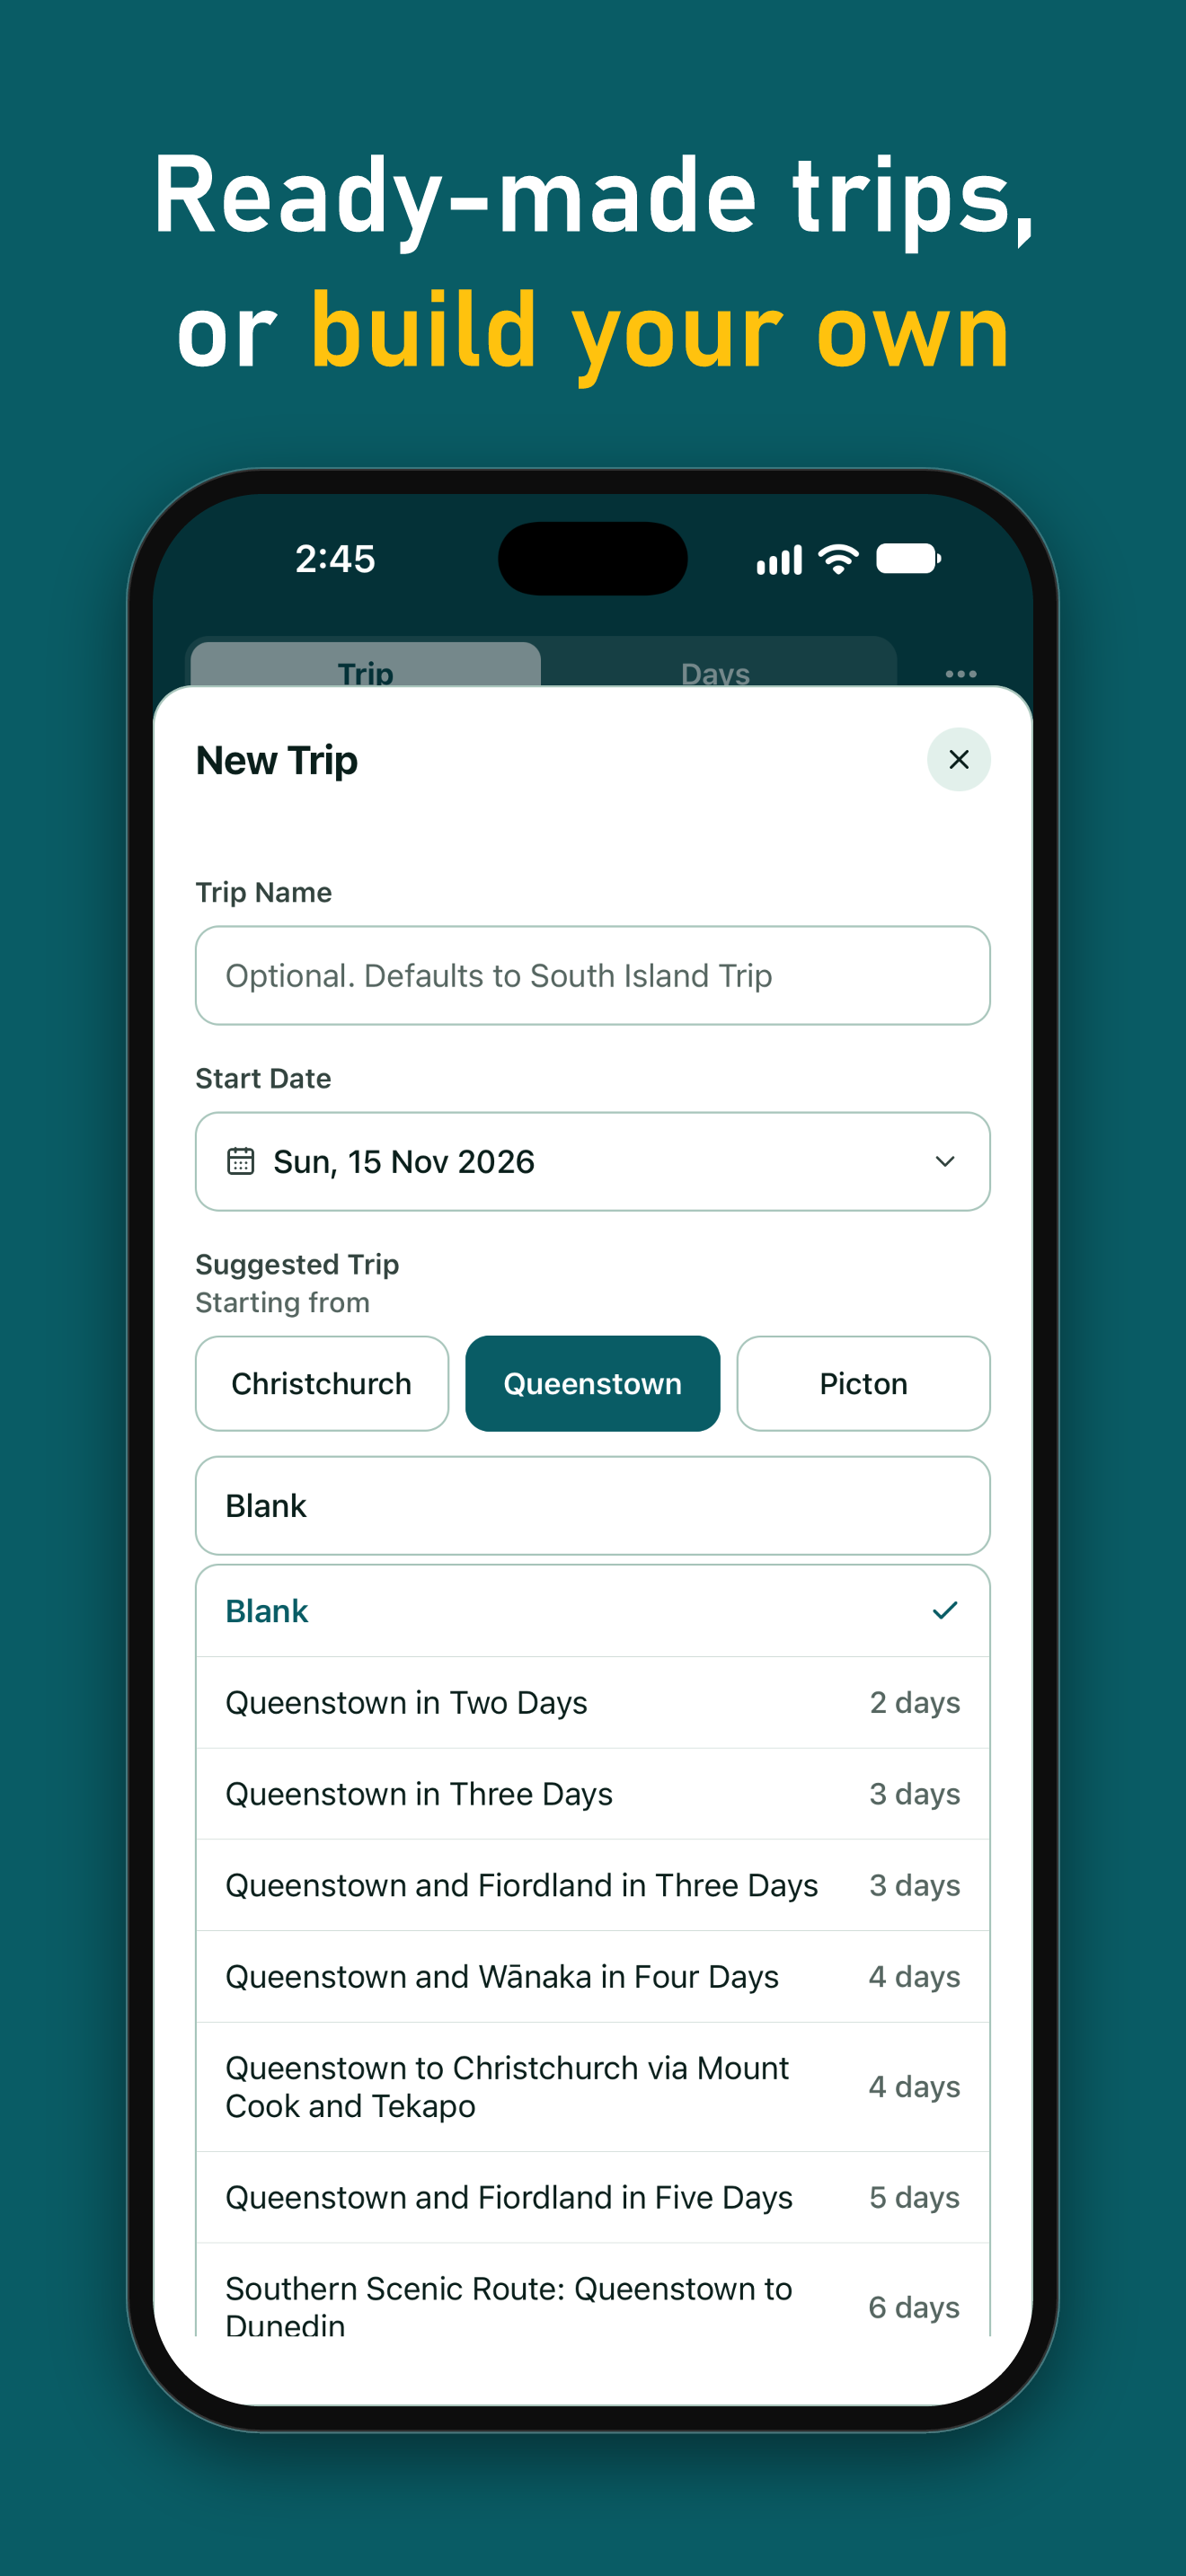 Ready-made trips,
or build your own
2:45
Trip
Days
New Trip
Trip Name
Optional. Defaults to South Island Trip
Start Date
Sun, 15 Nov 2026
Suggested Trip
Starting from
Christchurch
Queenstown
Picton
Blank
Blank
Queenstown in Two Days
2 days
Queenstown in Three Days
3 days
Queenstown and Fiordland in Three Days
3 days
Queenstown and Wānaka in Four Days
4 days
Queenstown to Christchurch via Mount
Cook and Tekapo
4 days
Queenstown and Fiordland in Five Days
5 days
Southern Scenic Route: Queenstown to
Dunedin
6 days